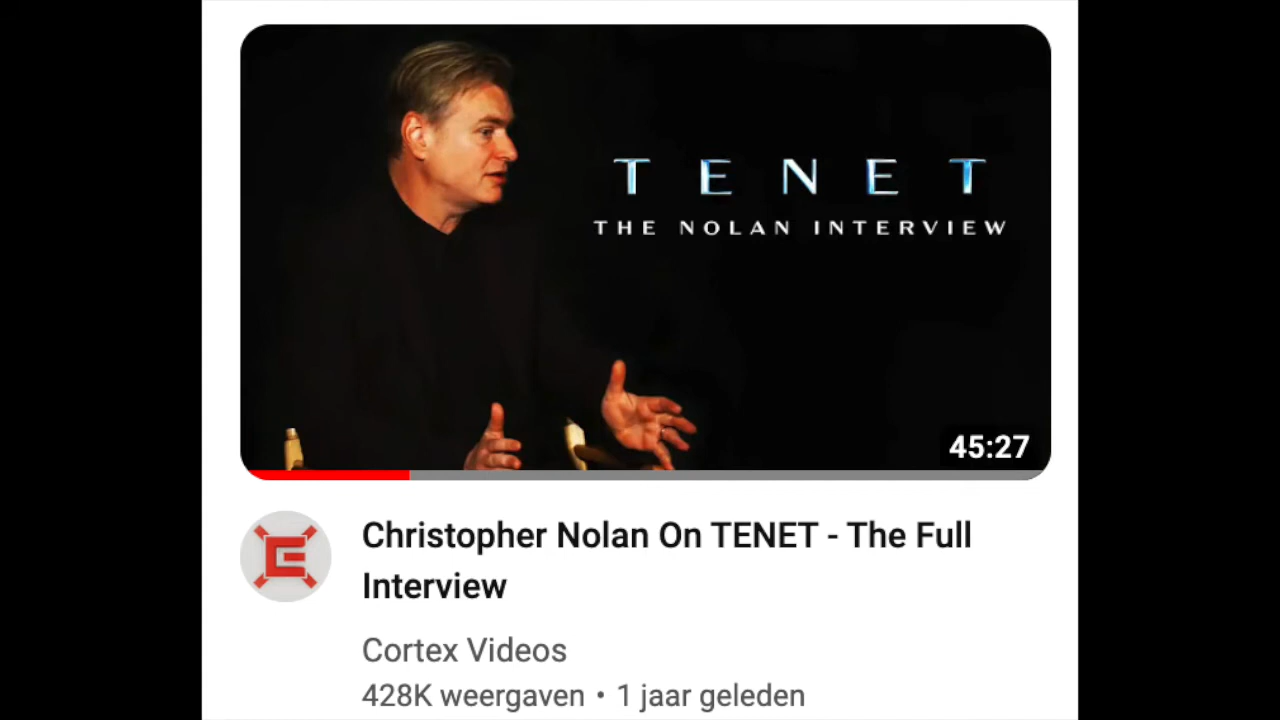 TENET
THE NOLAN INTERVIEW
45:27
Christopher Nolan On TENET - The Full
Interview
Cortex Videos
428K weergaven • 1 jaar geleden